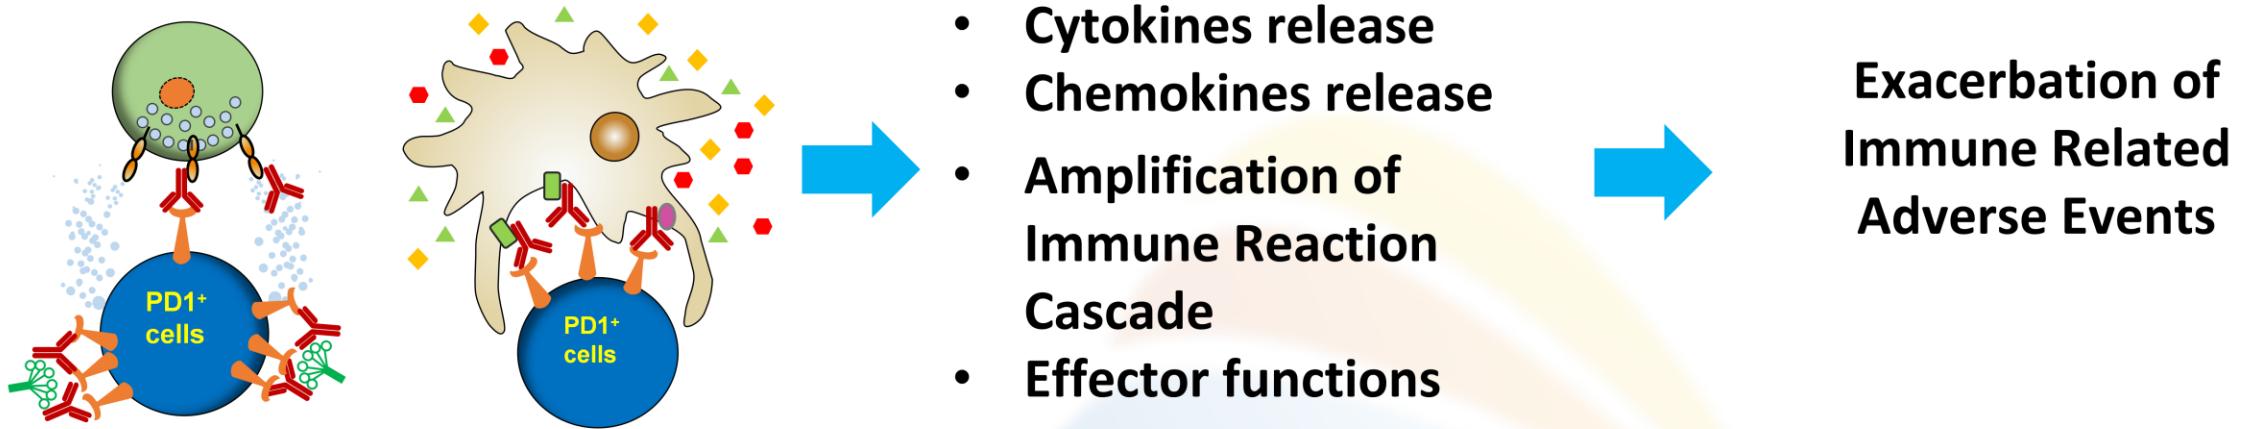 PD1⁺
cells
PD1⁺
cells
• Cytokines release
• Chemokines release
• Amplification of
Immune Reaction
Cascade
• Effector functions
Exacerbation of
Immune Related
Adverse Events